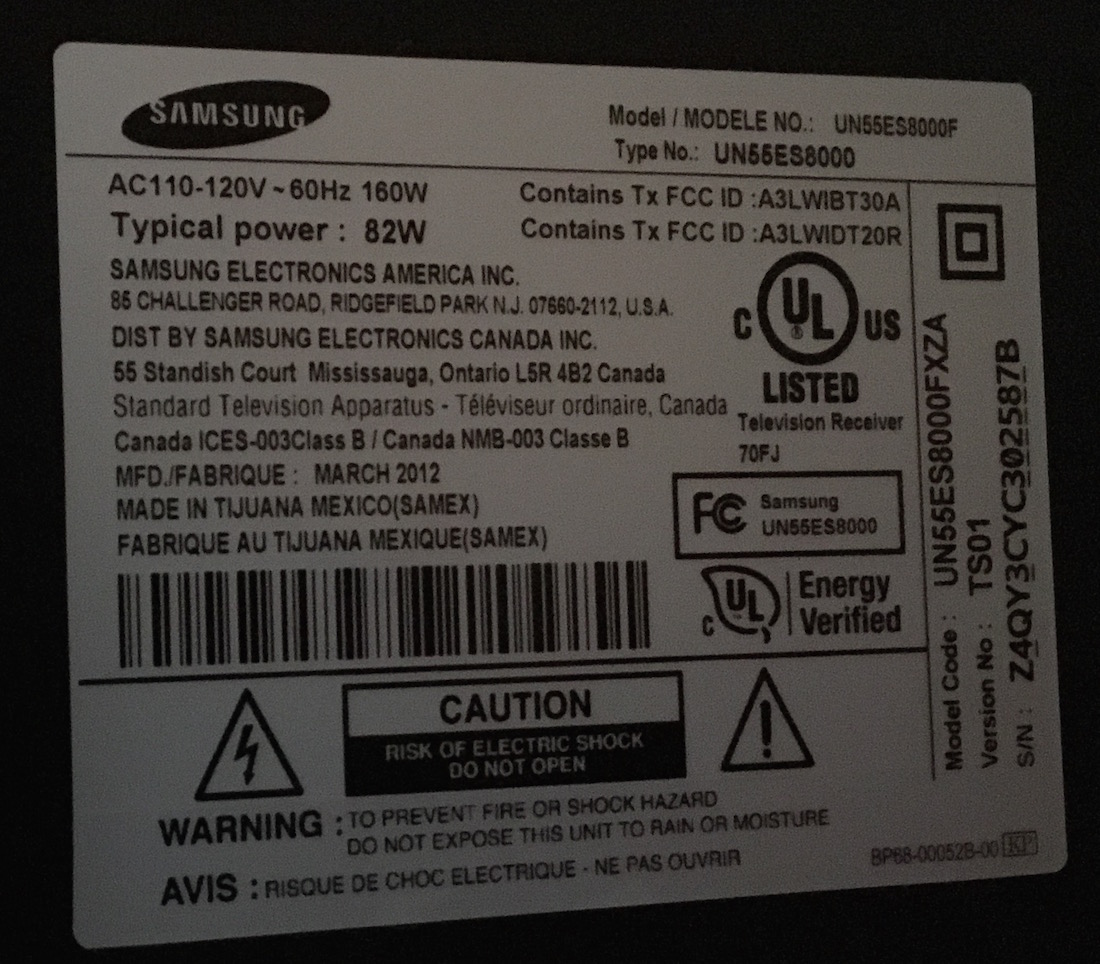 SAMSUNG
Model / MODELE NO.: UN55ES8000F
Type No.: UN55ES8000
AC110-120V ~ 60Hz 160W
Typical power : 82W
Contains Tx FCC ID :A3LWIBT30A
Contains Tx FCC ID :A3LWIDT20R
SAMSUNG ELECTRONICS AMERICA INC.
85 CHALLENGER ROAD, RIDGEFIELD PARK N.J. 07660-2112, U.S.A.
DIST BY SAMSUNG ELECTRONICS CANADA INC.
55 Standish Court Mississauga, Ontario L5R 4B2 Canada
Standard Television Apparatus - Téléviseur ordinaire, Canada
Canada ICES-003Class B / Canada NMB-003 Classe B
MFD./FABRIQUE : MARCH 2012
MADE IN TIJUANA MEXICO(SAMEX)
FABRIQUE AU TIJUANA MEXIQUE(SAMEX)
C UL US
®
LISTED
Television Receiver
70FJ
FC Samsung
UN55ES8000
c UL Energy
Verified
Model Code : UN55ES8000FXZA
Version No : TS01
S/N : Z4QY3CYC302587B
CAUTION
RISK OF ELECTRIC SHOCK
DO NOT OPEN
WARNING : TO PREVENT FIRE OR SHOCK HAZARD
DO NOT EXPOSE THIS UNIT TO RAIN OR MOISTURE
AVIS : RISQUE DE CHOC ELECTRIQUE - NE PAS OUVRIR
BP68-00052B-00